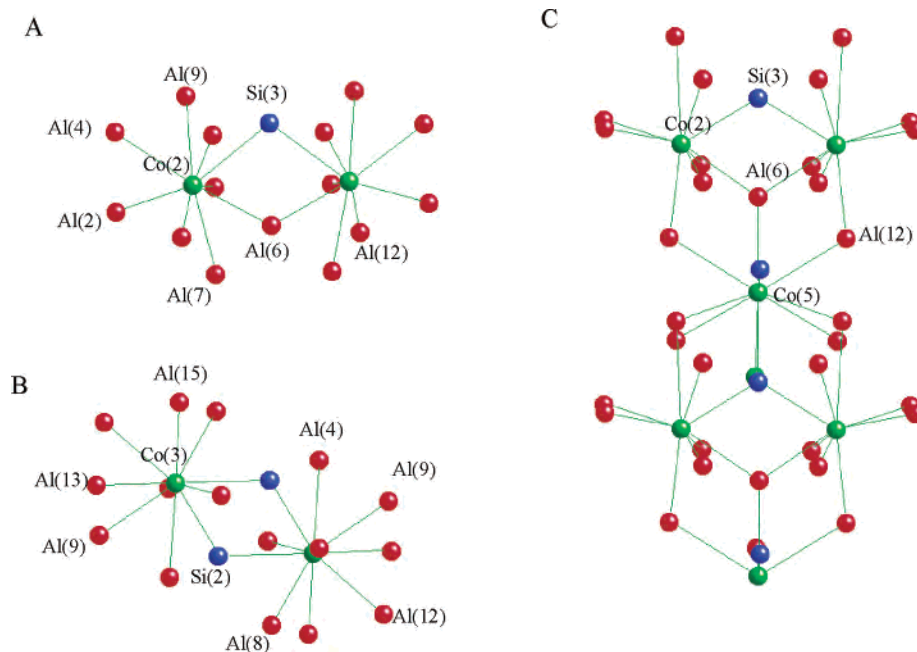 A
Al(9)
Si(3)
Al(4)
Co(2)
Al(2)
Al(6)
Al(12)
Al(7)
B
Al(15)
Al(4)
Co(3)
Al(9)
Al(13)
Al(9)
Si(2)
Al(12)
Al(8)
C
Si(3)
Co(2)
Al(6)
Al(12)
Co(5)